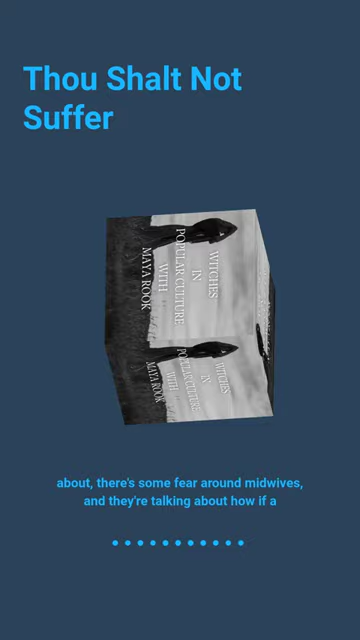 Thou Shalt Not
Suffer
WITCHES
IN
POPULAR CULTURE
WITH
MAYA ROOK
WITCHES
IN
POPULAR CULTURE
WITH
MAYA ROOK
about, there's some fear around midwives,
and they're talking about how if a